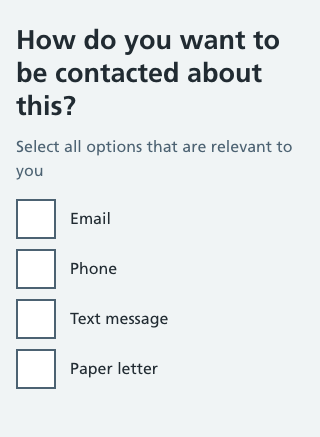 How do you want to
be contacted about
this?
Select all options that are relevant to
you
Email
Phone
Text message
Paper letter